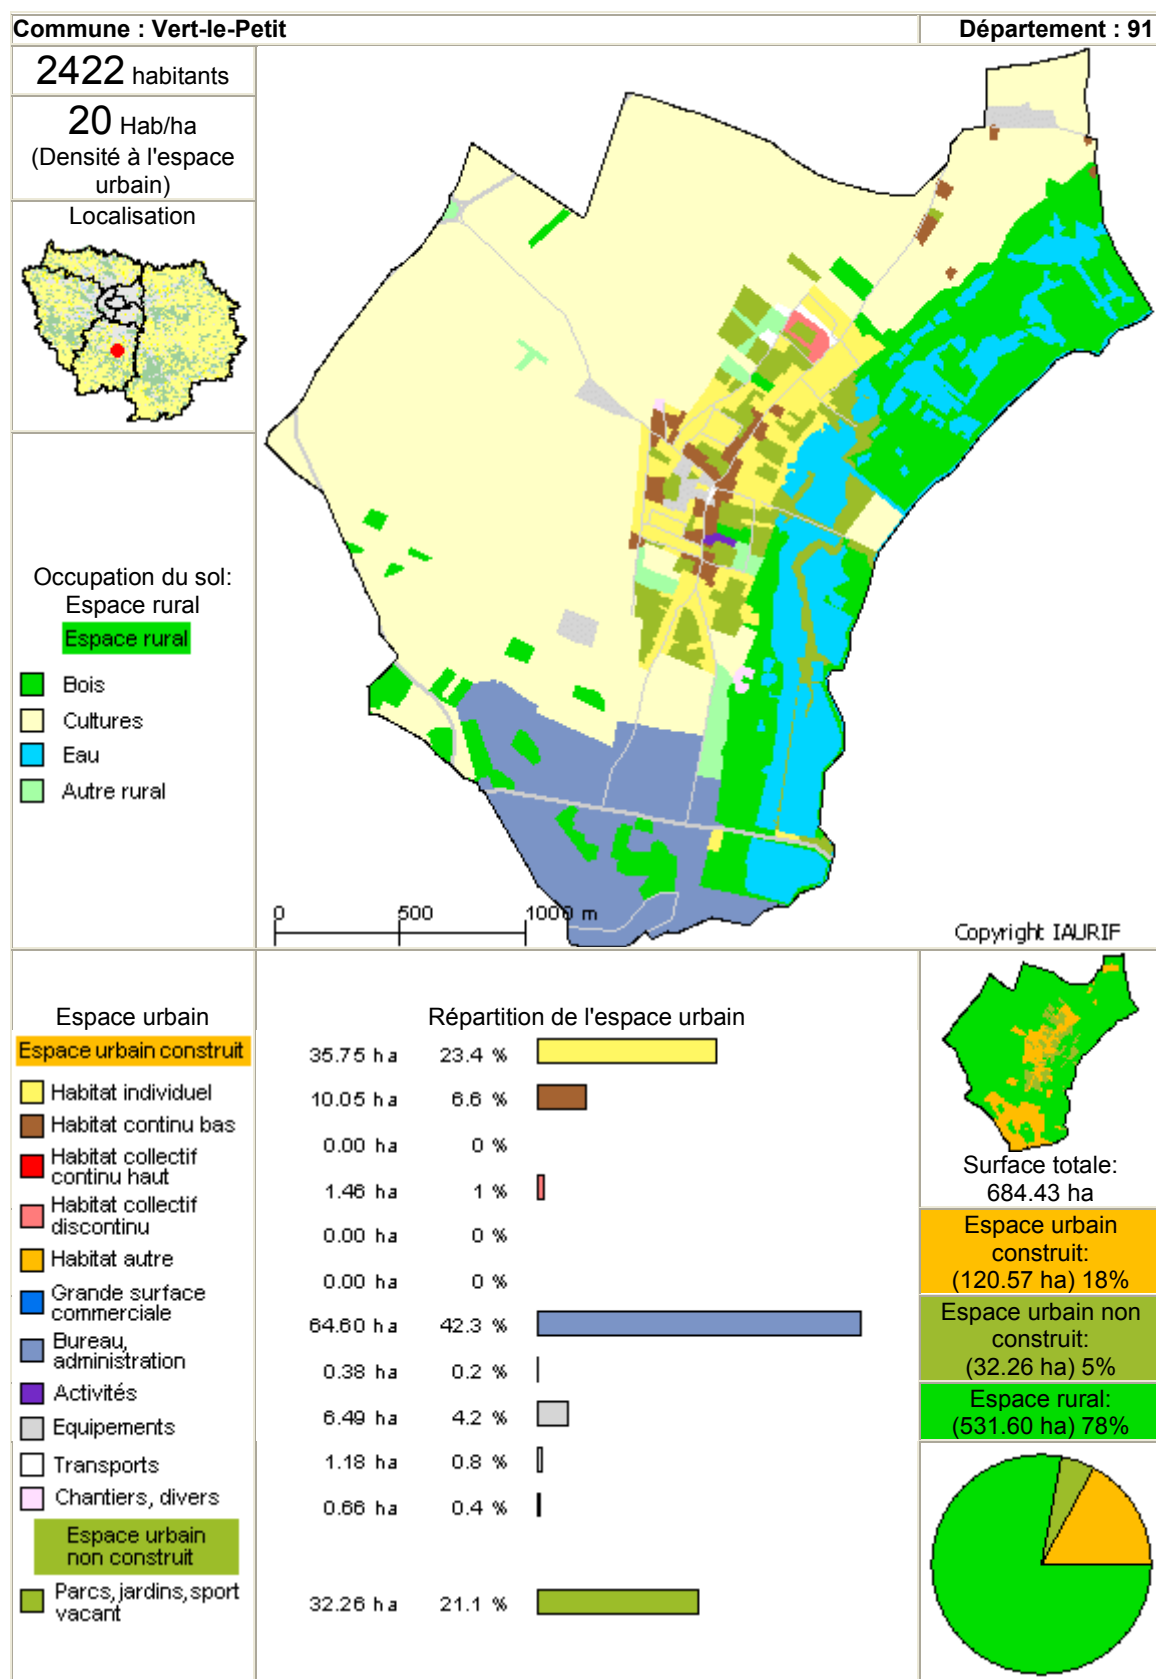 Commune : Vert-le-Petit
Département : 91
2422 habitants
20 Hab/ha
(Densité à l'espace
urbain)
Localisation
Occupation du sol:
Espace rural
Espace rural
Bois
Cultures
Eau
Autre rural
0 500 1000 m
Copyright IAURIF
Espace urbain
Espace urbain construit
Habitat individuel
Habitat continu bas
Habitat collectif
continu haut
Habitat collectif
discontinu
Habitat autre
Grande surface
commerciale
Bureau,
administration
Activités
Equipements
Transports
Chantiers, divers
Espace urbain
non construit
Parcs, jardins, sport
vacant
Répartition de l'espace urbain
35.75 ha 23.4 %
10.05 ha 6.6 %
0.00 ha 0 %
1.46 ha 1 %
0.00 ha 0 %
0.00 ha 0 %
64.60 ha 42.3 %
0.38 ha 0.2 %
6.49 ha 4.2 %
1.18 ha 0.8 %
0.66 ha 0.4 %
32.26 ha 21.1 %
Surface totale:
684.43 ha
Espace urbain
construit:
(120.57 ha) 18%
Espace urbain non
construit:
(32.26 ha) 5%
Espace rural:
(531.60 ha) 78%